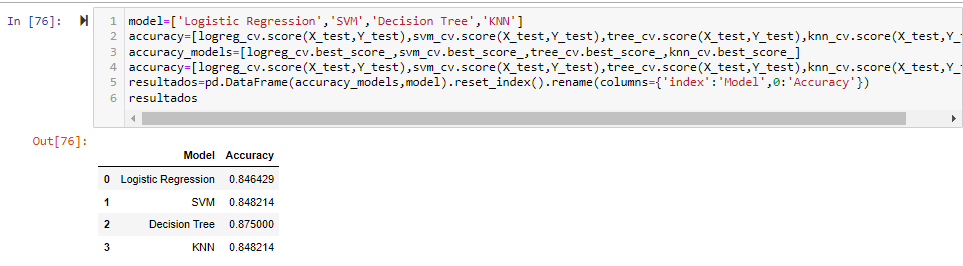 In [76]:
1 model=['Logistic Regression','SVM','Decision Tree','KNN']
2 accuracy=[logreg_cv.score(X_test,Y_test),svm_cv.score(X_test,Y_test),tree_cv.score(X_test,Y_test),knn_cv.score(X_test,Y_
3 accuracy_models=[logreg_cv.best_score_,svm_cv.best_score_,tree_cv.best_score_,knn_cv.best_score_]
4 accuracy=[logreg_cv.score(X_test,Y_test),svm_cv.score(X_test,Y_test),tree_cv.score(X_test,Y_test),knn_cv.score(X_test,Y_
5 resultados=pd.DataFrame(accuracy_models,model).reset_index().rename(columns={'index':'Model',0:'Accuracy'})
6 resultados
Out[76]:
Model Accuracy
0 Logistic Regression 0.846429
1 SVM 0.848214
2 Decision Tree 0.875000
3 KNN 0.848214